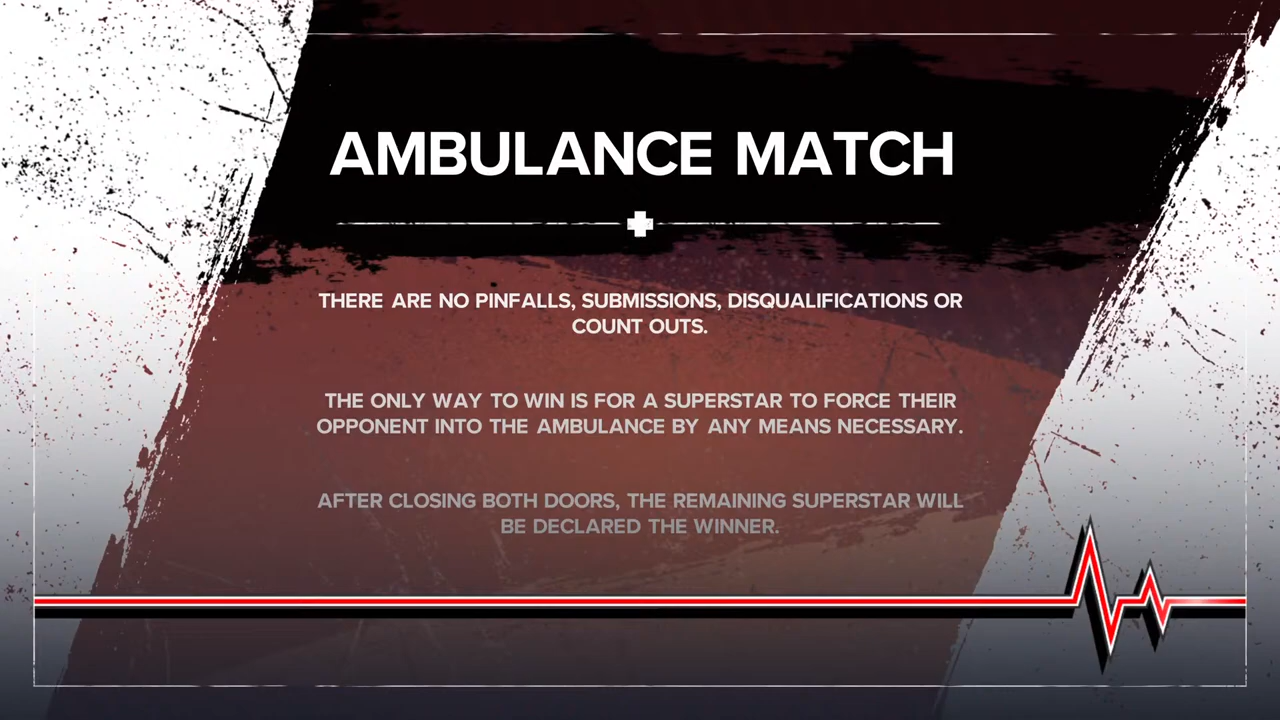 AMBULANCE MATCH
THERE ARE NO PINFALLS, SUBMISSIONS, DISQUALIFICATIONS OR
COUNT OUTS.
THE ONLY WAY TO WIN IS FOR A SUPERSTAR TO FORCE THEIR
OPPONENT INTO THE AMBULANCE BY ANY MEANS NECESSARY.
AFTER CLOSING BOTH DOORS, THE REMAINING SUPERSTAR WILL
BE DECLARED THE WINNER.